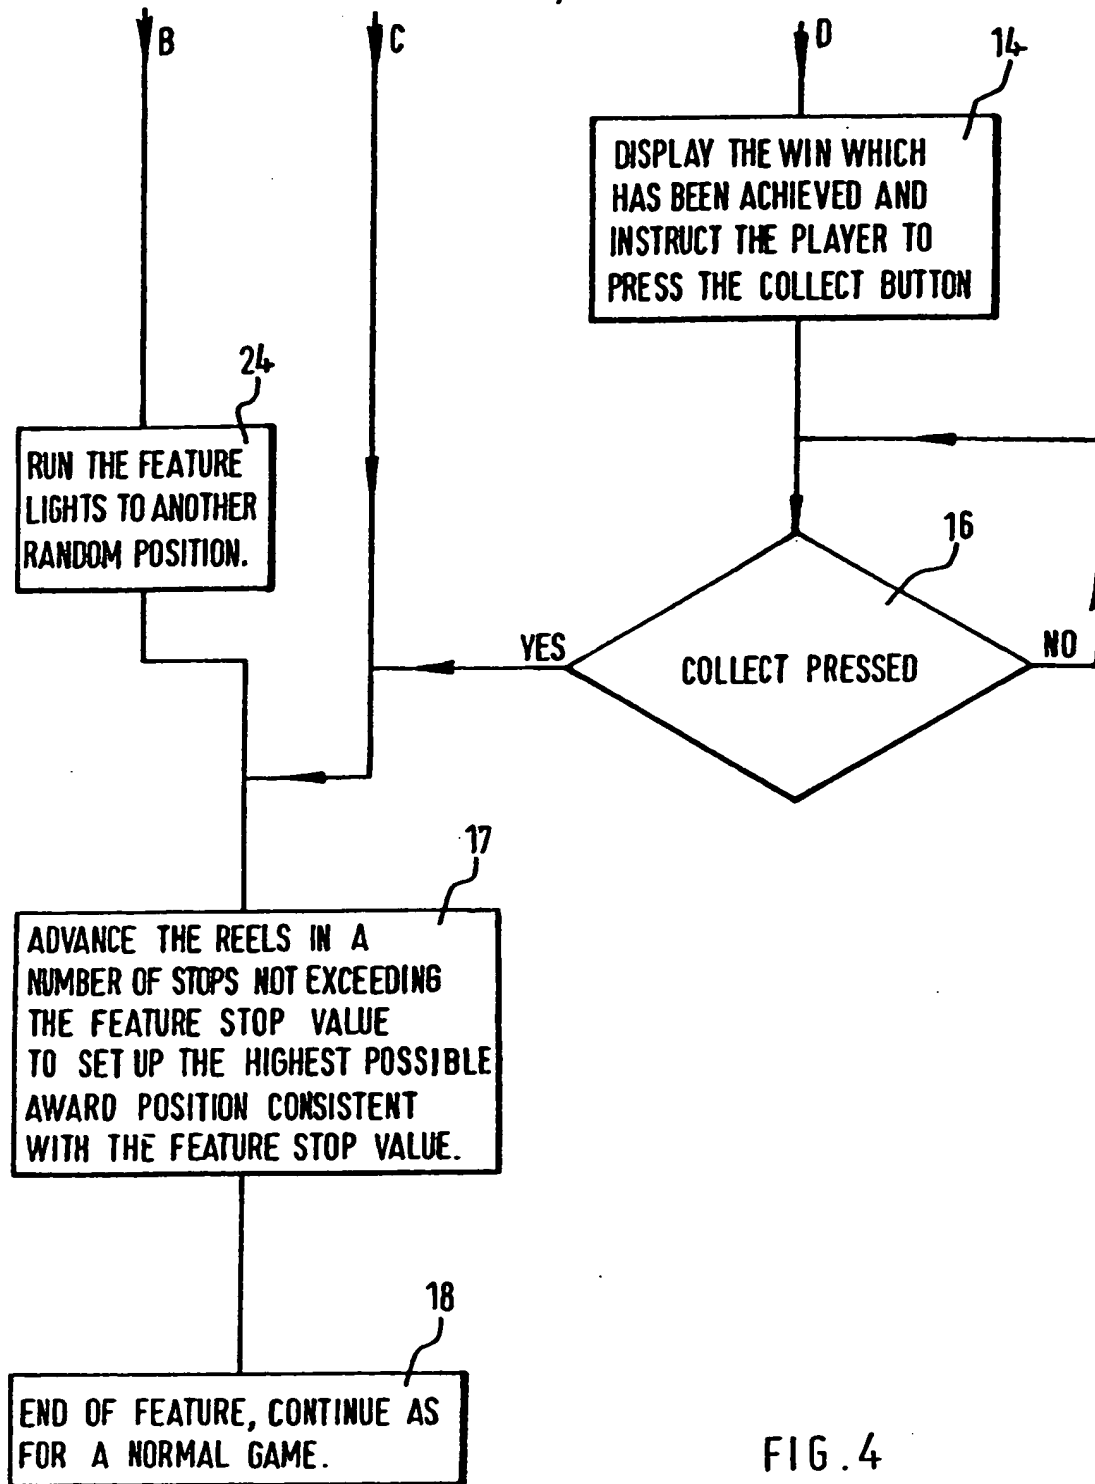 B
C
D
14
DISPLAY THE WIN WHICH
HAS BEEN ACHIEVED AND
INSTRUCT THE PLAYER TO
PRESS THE COLLECT BUTTON
24
RUN THE FEATURE
LIGHTS TO ANOTHER
RANDOM POSITION.
16
YES
COLLECT PRESSED
NO
17
ADVANCE THE REELS IN A
NUMBER OF STOPS NOT EXCEEDING
THE FEATURE STOP VALUE
TO SET UP THE HIGHEST POSSIBLE
AWARD POSITION CONSISTENT
WITH THE FEATURE STOP VALUE.
18
END OF FEATURE, CONTINUE AS
FOR A NORMAL GAME.
FIG.4